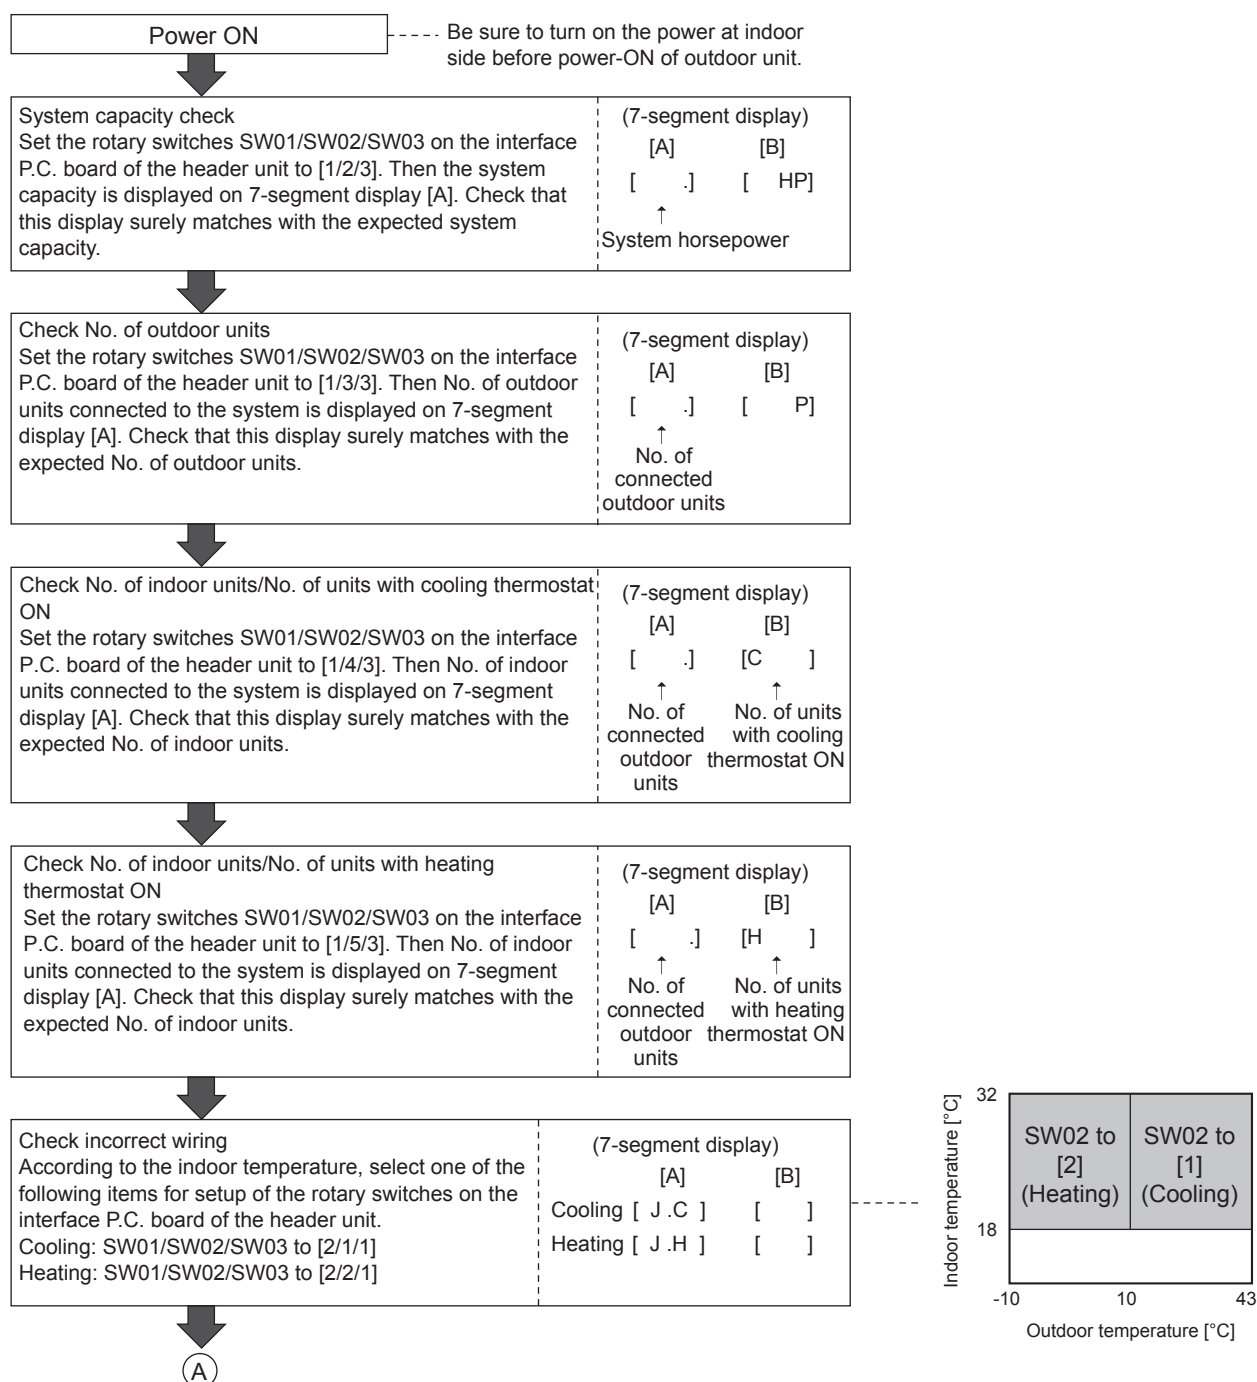 Power ON
Be sure to turn on the power at indoor
side before power-ON of outdoor unit.
System capacity check
Set the rotary switches SW01/SW02/SW03 on the interface
P.C. board of the header unit to [1/2/3]. Then the system
capacity is displayed on 7-segment display [A]. Check that
this display surely matches with the expected system
capacity.
(7-segment display)
[A] [B]
[ .] [ HP]
↑
System horsepower
Check No. of outdoor units
Set the rotary switches SW01/SW02/SW03 on the interface
P.C. board of the header unit to [1/3/3]. Then No. of outdoor
units connected to the system is displayed on 7-segment
display [A]. Check that this display surely matches with the
expected No. of outdoor units.
(7-segment display)
[A] [B]
[ .] [ P]
↑
No. of
connected
outdoor units
Check No. of indoor units/No. of units with cooling thermostat
ON
Set the rotary switches SW01/SW02/SW03 on the interface
P.C. board of the header unit to [1/4/3]. Then No. of indoor
units connected to the system is displayed on 7-segment
display [A]. Check that this display surely matches with the
expected No. of indoor units.
(7-segment display)
[A] [B]
[ .] [C ]
↑ ↑
No. of
connected
outdoor
units
No. of units
with cooling
thermostat ON
Check No. of indoor units/No. of units with heating
thermostat ON
Set the rotary switches SW01/SW02/SW03 on the interface
P.C. board of the header unit to [1/5/3]. Then No. of indoor
units connected to the system is displayed on 7-segment
display [A]. Check that this display surely matches with the
expected No. of indoor units.
(7-segment display)
[A] [B]
[ .] [H ]
↑ ↑
No. of
connected
outdoor
units
No. of units
with heating
thermostat ON
Check incorrect wiring
According to the indoor temperature, select one of the
following items for setup of the rotary switches on the
interface P.C. board of the header unit.
Cooling: SW01/SW02/SW03 to [2/1/1]
Heating: SW01/SW02/SW03 to [2/2/1]
(7-segment display)
[A] [B]
Cooling [ J .C ] [ ]
Heating [ J .H ] [ ]
Indoor temperature [°C]
32
18
SW02 to
[2]
(Heating)
SW02 to
[1]
(Cooling)
-10 10 43
Outdoor temperature [°C]
A